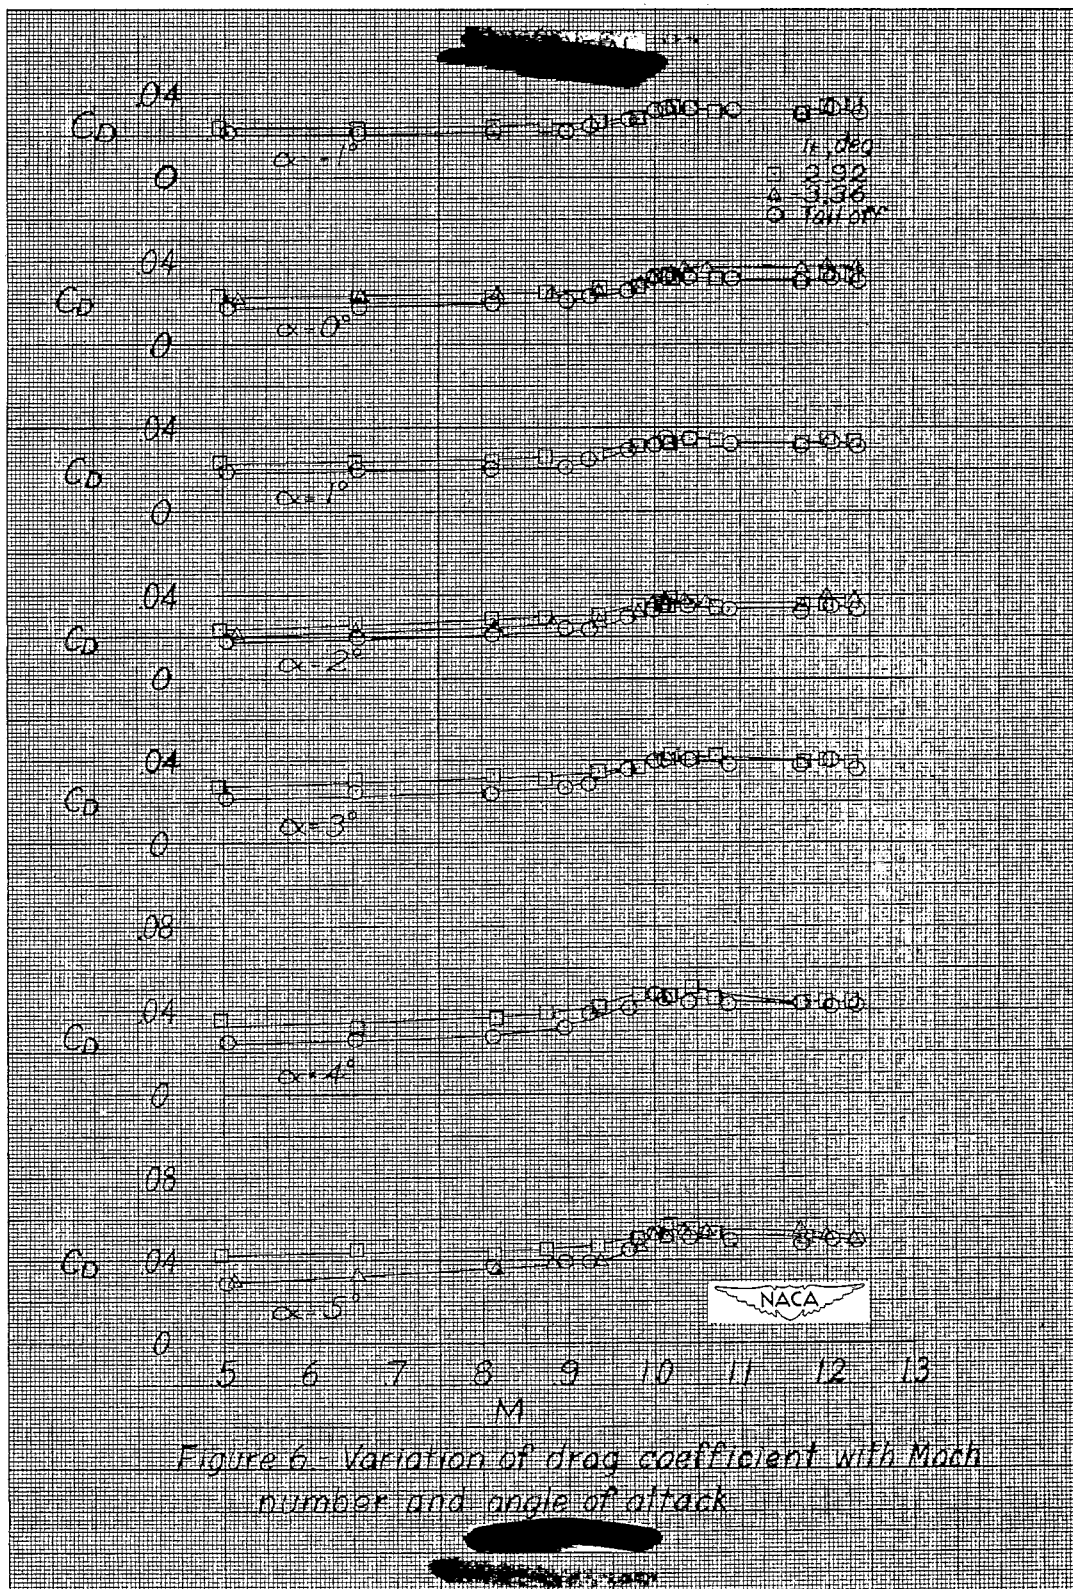 .04
C_D
α = -1°
0
it, deg
□ -2.92
△ -3.36
○ Tail off
.04
C_D
α = 0°
0
.04
C_D
α = 1°
0
.04
C_D
α = 2°
0
.04
C_D
α = 3°
0
.08
.04
C_D
α = 4°
0
.08
C_D .04
α = 5°
NACA
0
.5 .6 .7 .8 .9 1.0 1.1 1.2 1.3
M
Figure 6.- Variation of drag coefficient with Mach
number and angle of attack